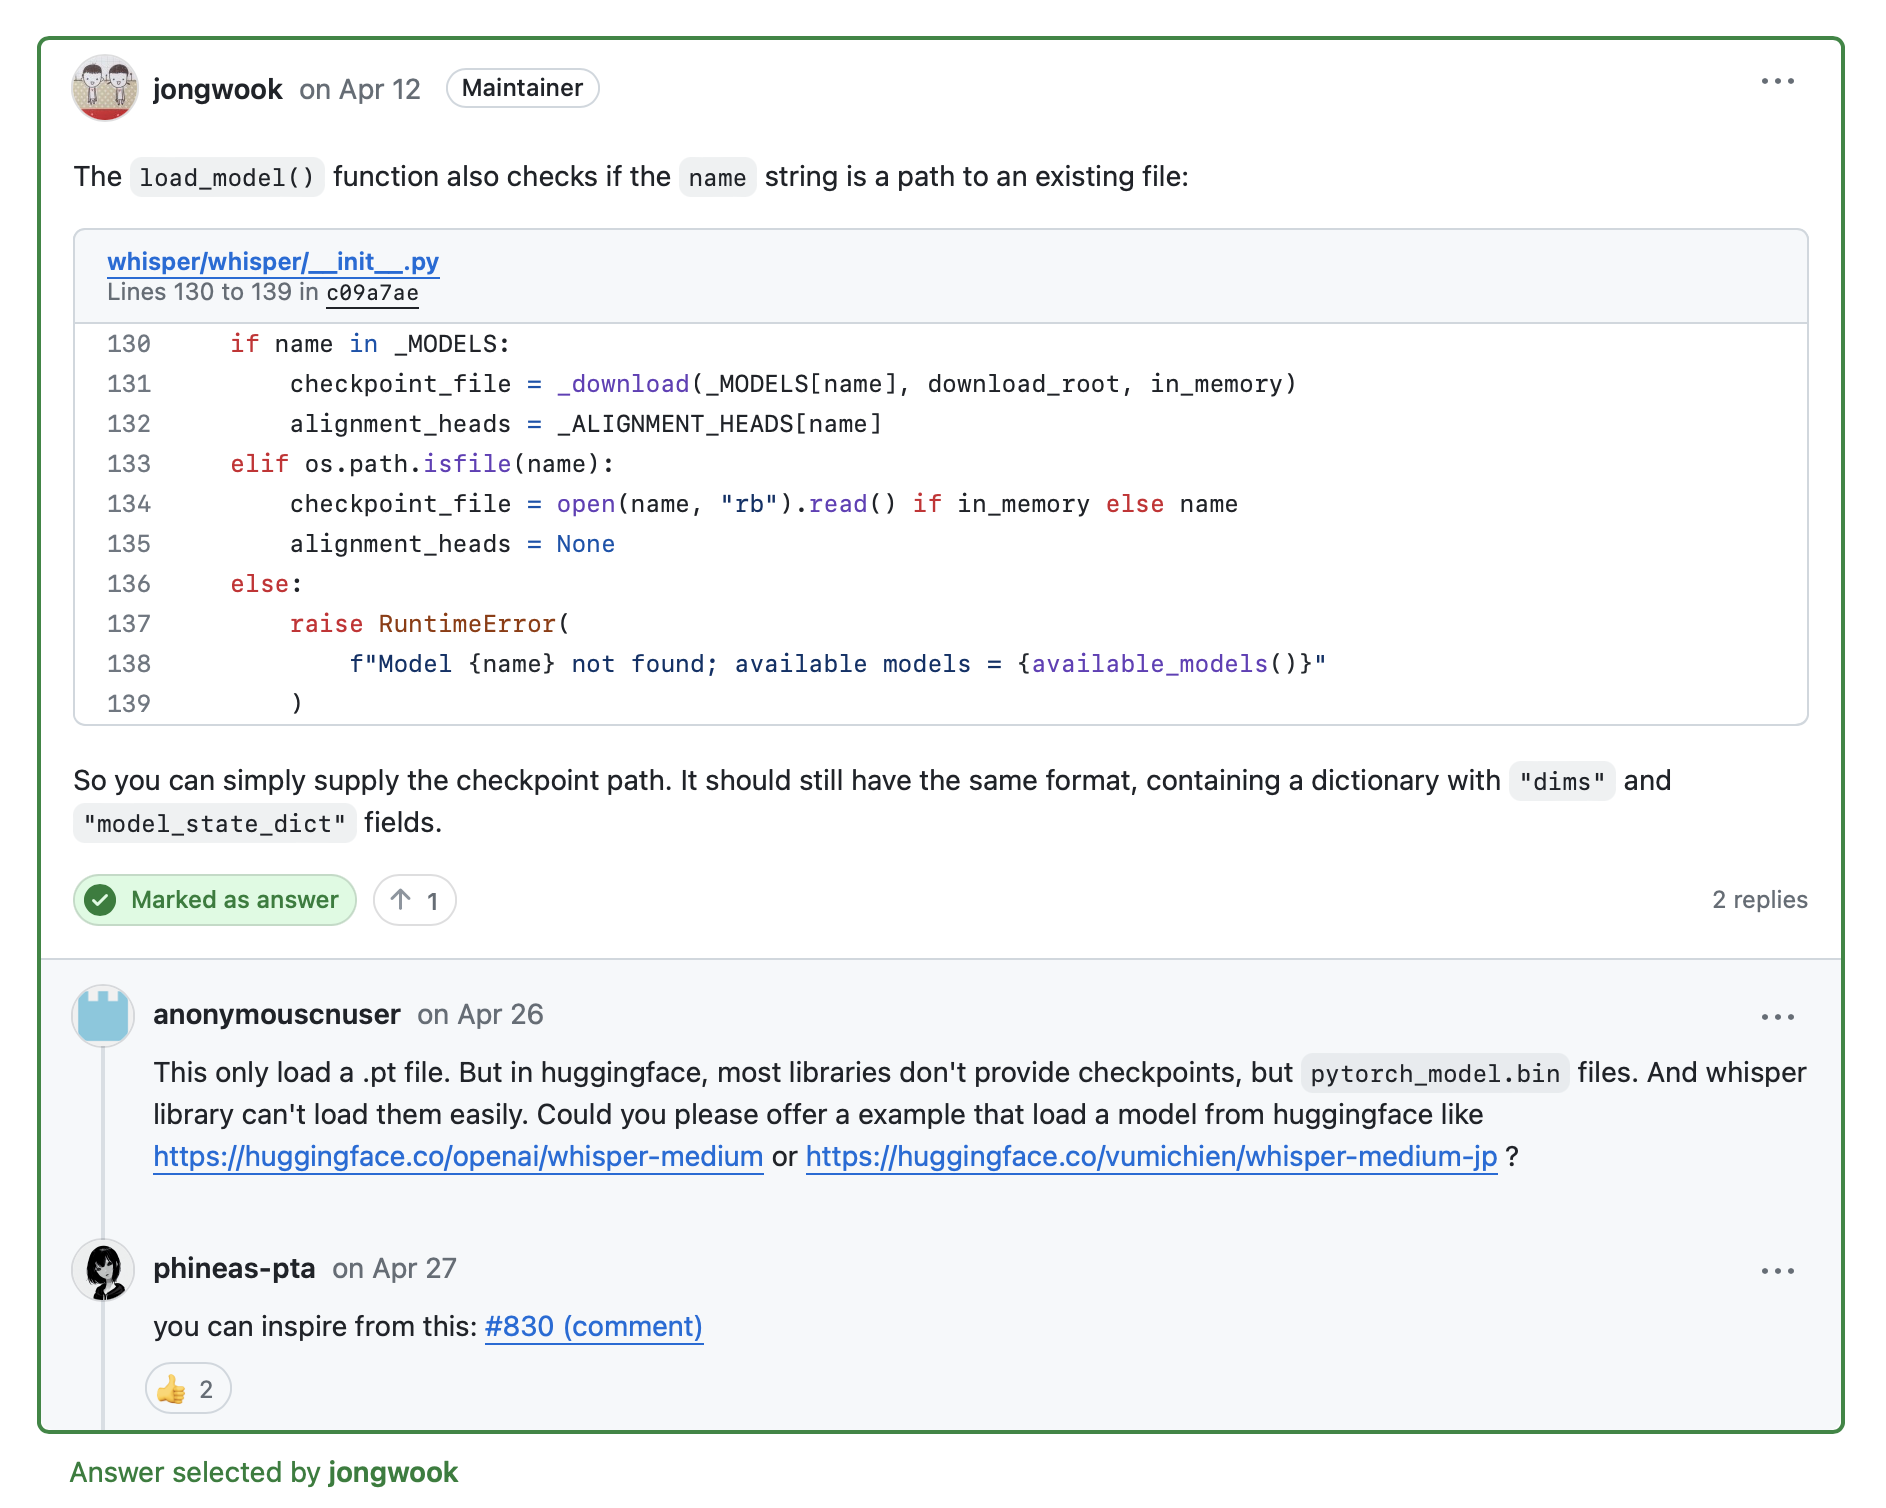 jongwook on Apr 12 Maintainer
The load_model() function also checks if the name string is a path to an existing file:
whisper/whisper/__init__.py
Lines 130 to 139 in c09a7ae
130 if name in _MODELS:
131 checkpoint_file = _download(_MODELS[name], download_root, in_memory)
132 alignment_heads = _ALIGNMENT_HEADS[name]
133 elif os.path.isfile(name):
134 checkpoint_file = open(name, "rb").read() if in_memory else name
135 alignment_heads = None
136 else:
137 raise RuntimeError(
138 f"Model {name} not found; available models = {available_models()}"
139 )
So you can simply supply the checkpoint path. It should still have the same format, containing a dictionary with "dims" and
"model_state_dict" fields.
Marked as answer ↑ 1 2 replies
anonymouscnuser on Apr 26
This only load a .pt file. But in huggingface, most libraries don't provide checkpoints, but pytorch_model.bin files. And whisper
library can't load them easily. Could you please offer a example that load a model from huggingface like
https://huggingface.co/openai/whisper-medium or https://huggingface.co/vumichien/whisper-medium-jp ?
phineas-pta on Apr 27
you can inspire from this: #830 (comment)
👍 2
Answer selected by jongwook